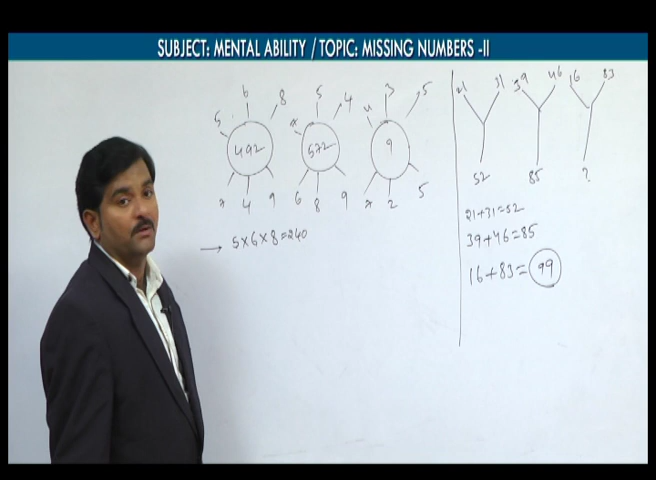 SUBJECT: MENTAL ABILITY / TOPIC: MISSING NUMBERS -II
5 6 8
492
7 4 9
7 5 4
572
6 8 9
4 3 5
9
7 2 5
→ 5×6×8=240
21 31
52
39 46
85
16 83
?
21+31=52
39+46=85
16+83=99